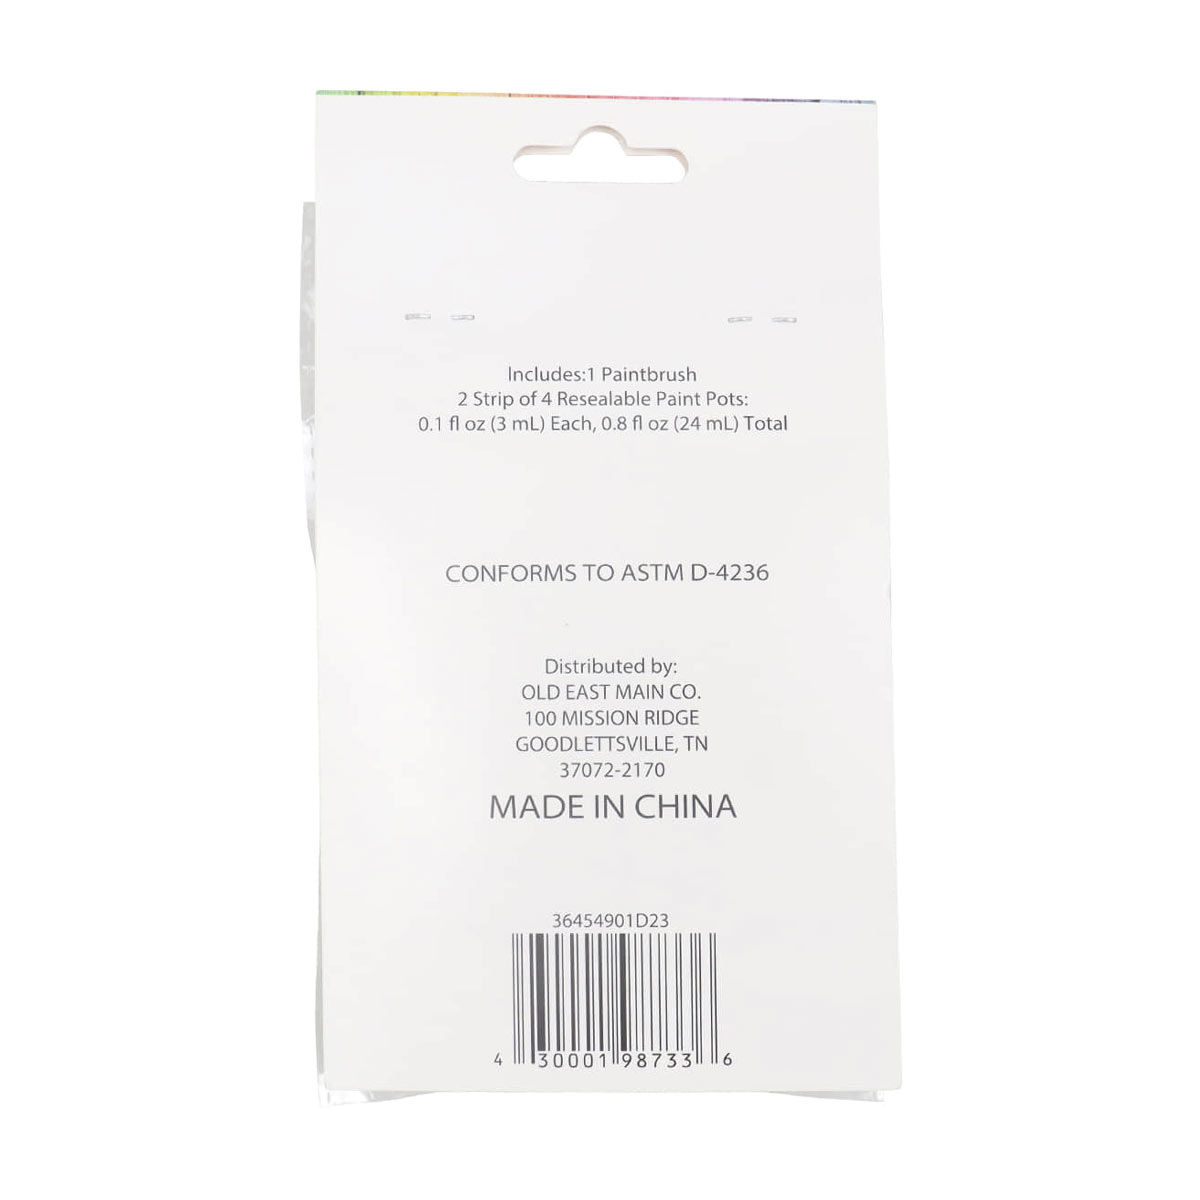 Includes:1 Paintbrush
2 Strip of 4 Resealable Paint Pots:
0.1 fl oz (3 mL) Each, 0.8 fl oz (24 mL) Total
CONFORMS TO ASTM D-4236
Distributed by:
OLD EAST MAIN CO.
100 MISSION RIDGE
GOODLETTSVILLE, TN
37072-2170
MADE IN CHINA
36454901D23
4 30001 98733 6